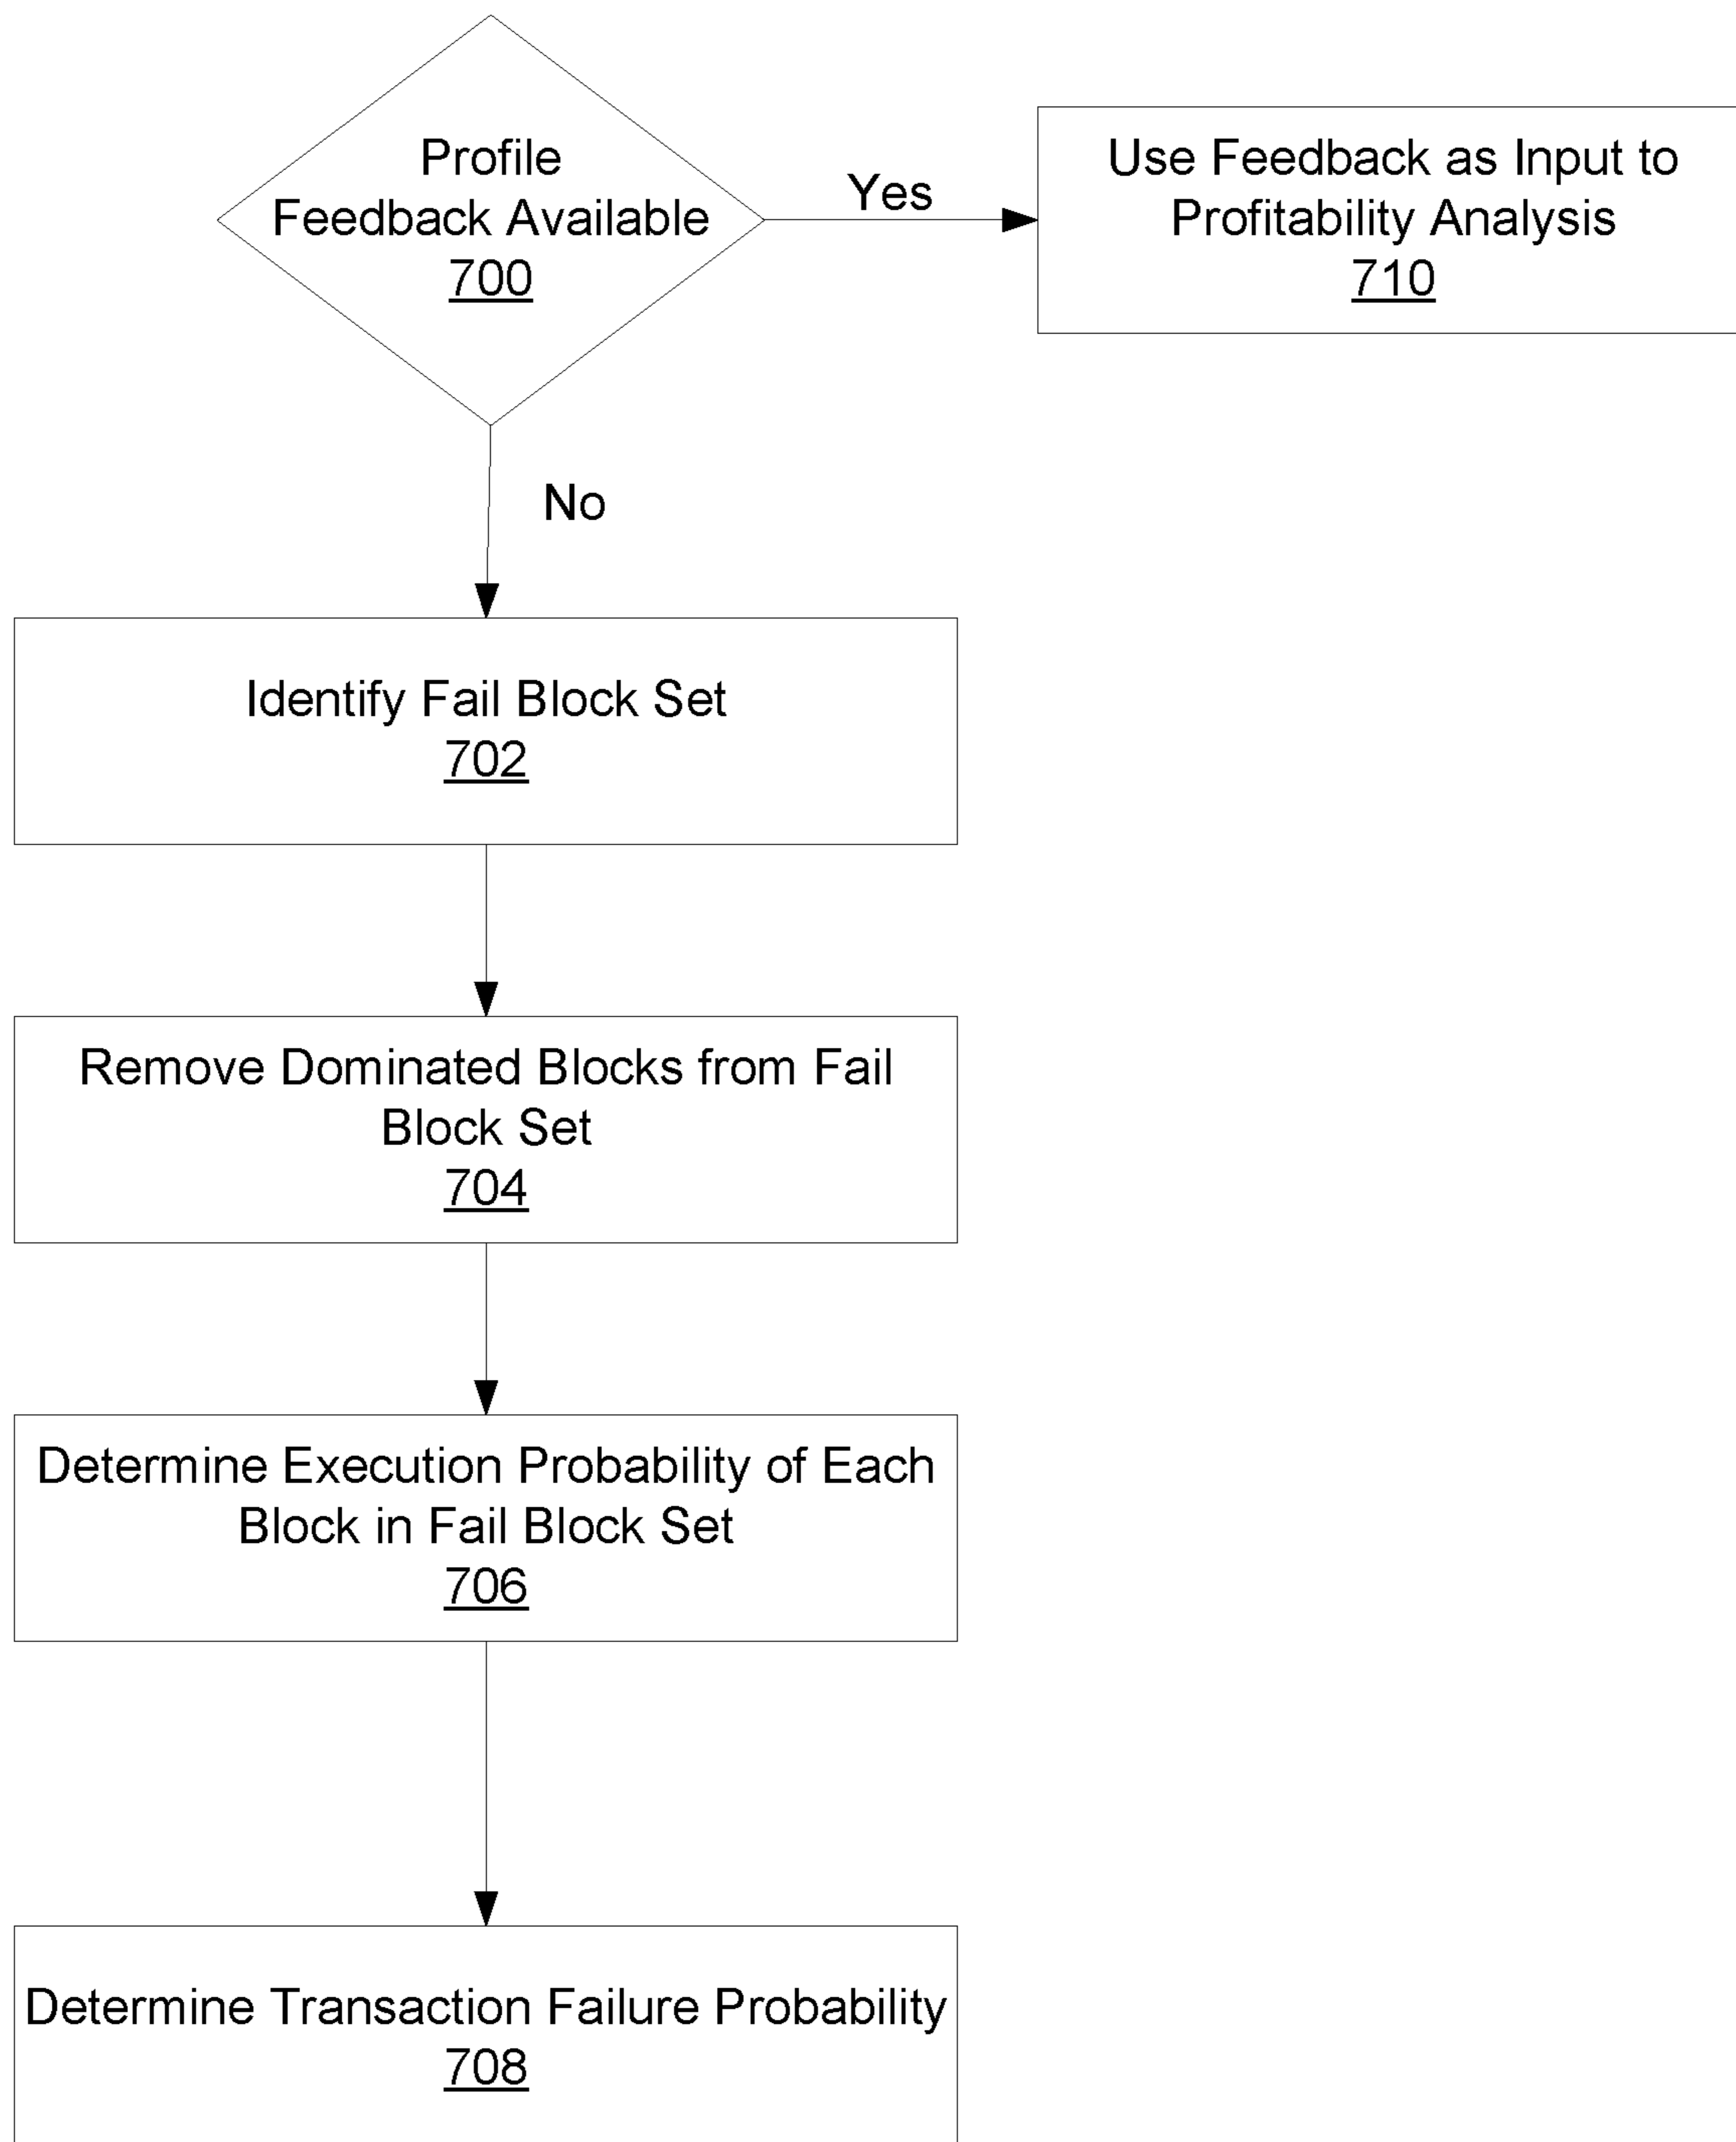 Profile
Feedback Available
700
Yes
Use Feedback as Input to
Profitability Analysis
710
No
Identify Fail Block Set
702
Remove Dominated Blocks from Fail
Block Set
704
Determine Execution Probability of Each
Block in Fail Block Set
706
Determine Transaction Failure Probability
708